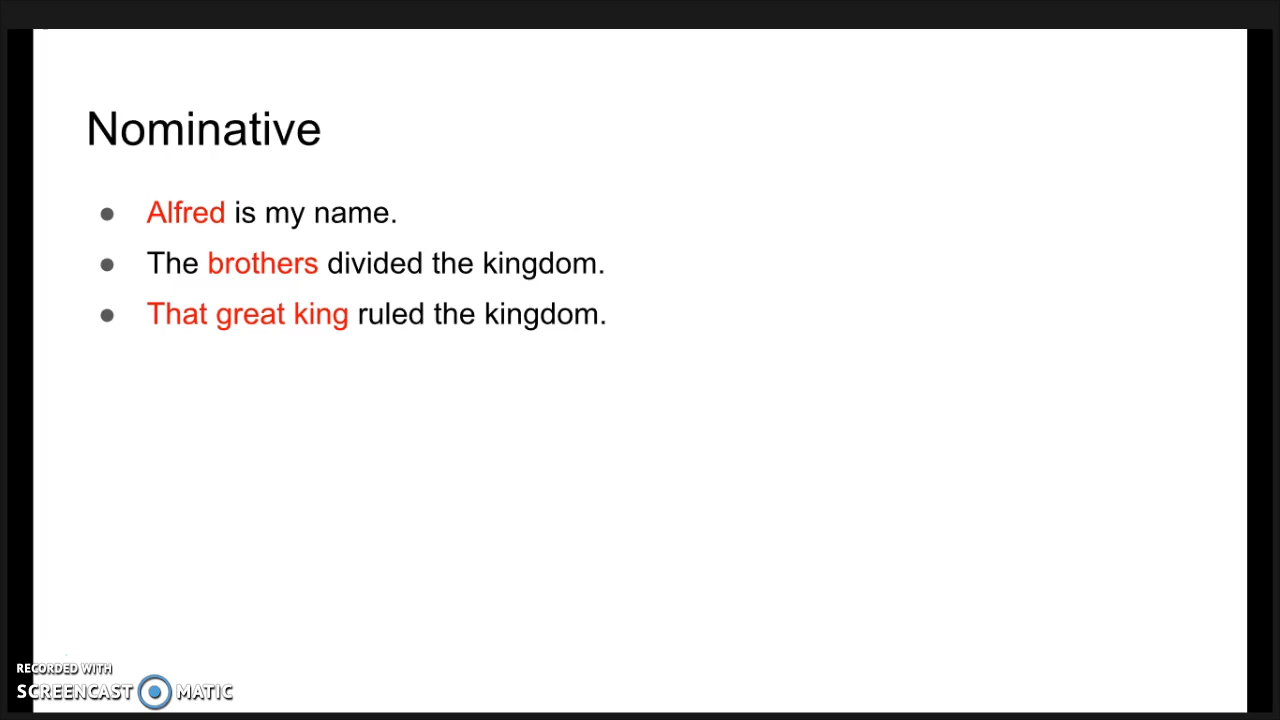 Nominative
● Alfred is my name.
● The brothers divided the kingdom.
● That great king ruled the kingdom.
RECORDED WITH
SCREENCAST MATIC